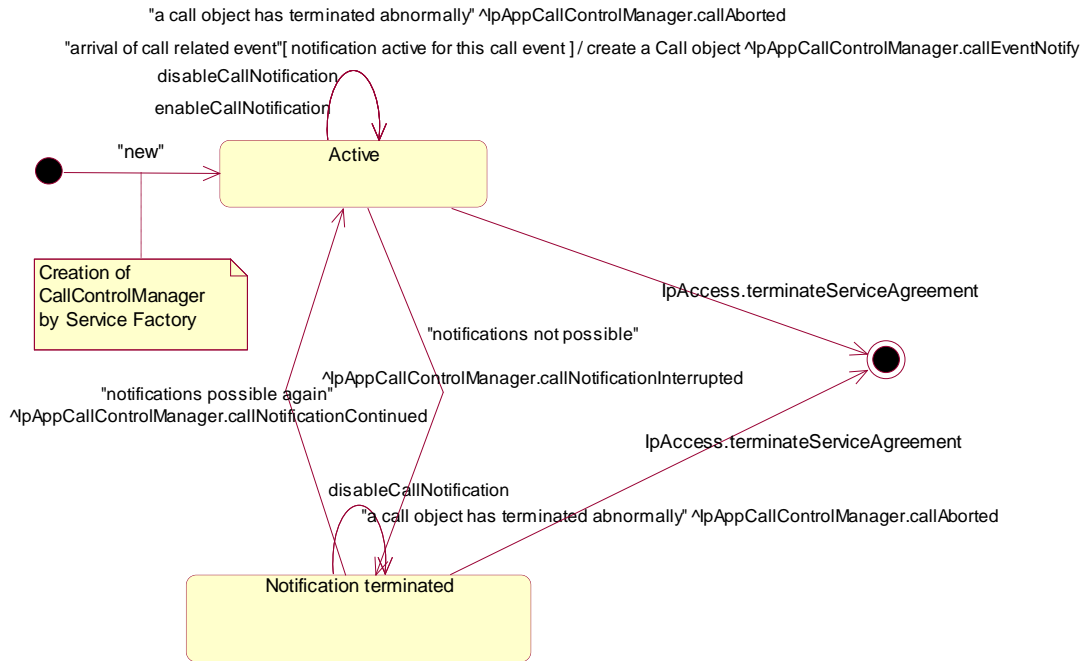 "a call object has terminated abnormally" ^IpAppCallControlManager.callAborted
"arrival of call related event"[ notification active for this call event ] / create a Call object ^IpAppCallControlManager.callEventNotify
disableCallNotification
enableCallNotification
"new"
Active
Creation of
CallControlManager
by Service Factory
IpAccess.terminateServiceAgreement
"notifications not possible"
^IpAppCallControlManager.callNotificationInterrupted
"notifications possible again"
^IpAppCallControlManager.callNotificationContinued
IpAccess.terminateServiceAgreement
disableCallNotification
"a call object has terminated abnormally" ^IpAppCallControlManager.callAborted
Notification terminated